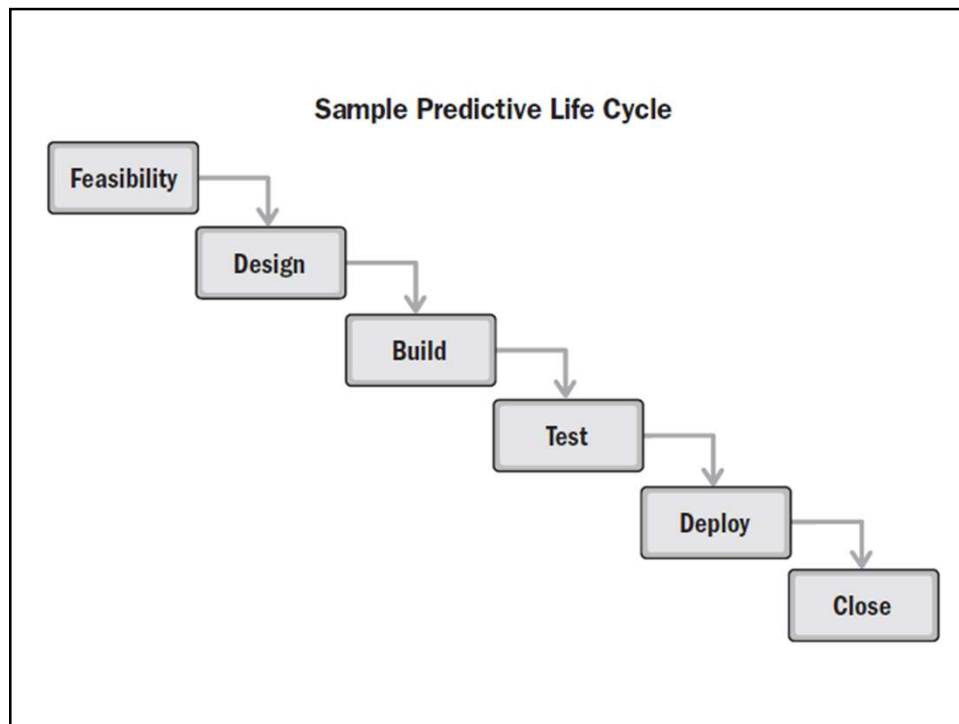 Sample Predictive Life Cycle
Feasibility
Design
Build
Test
Deploy
Close